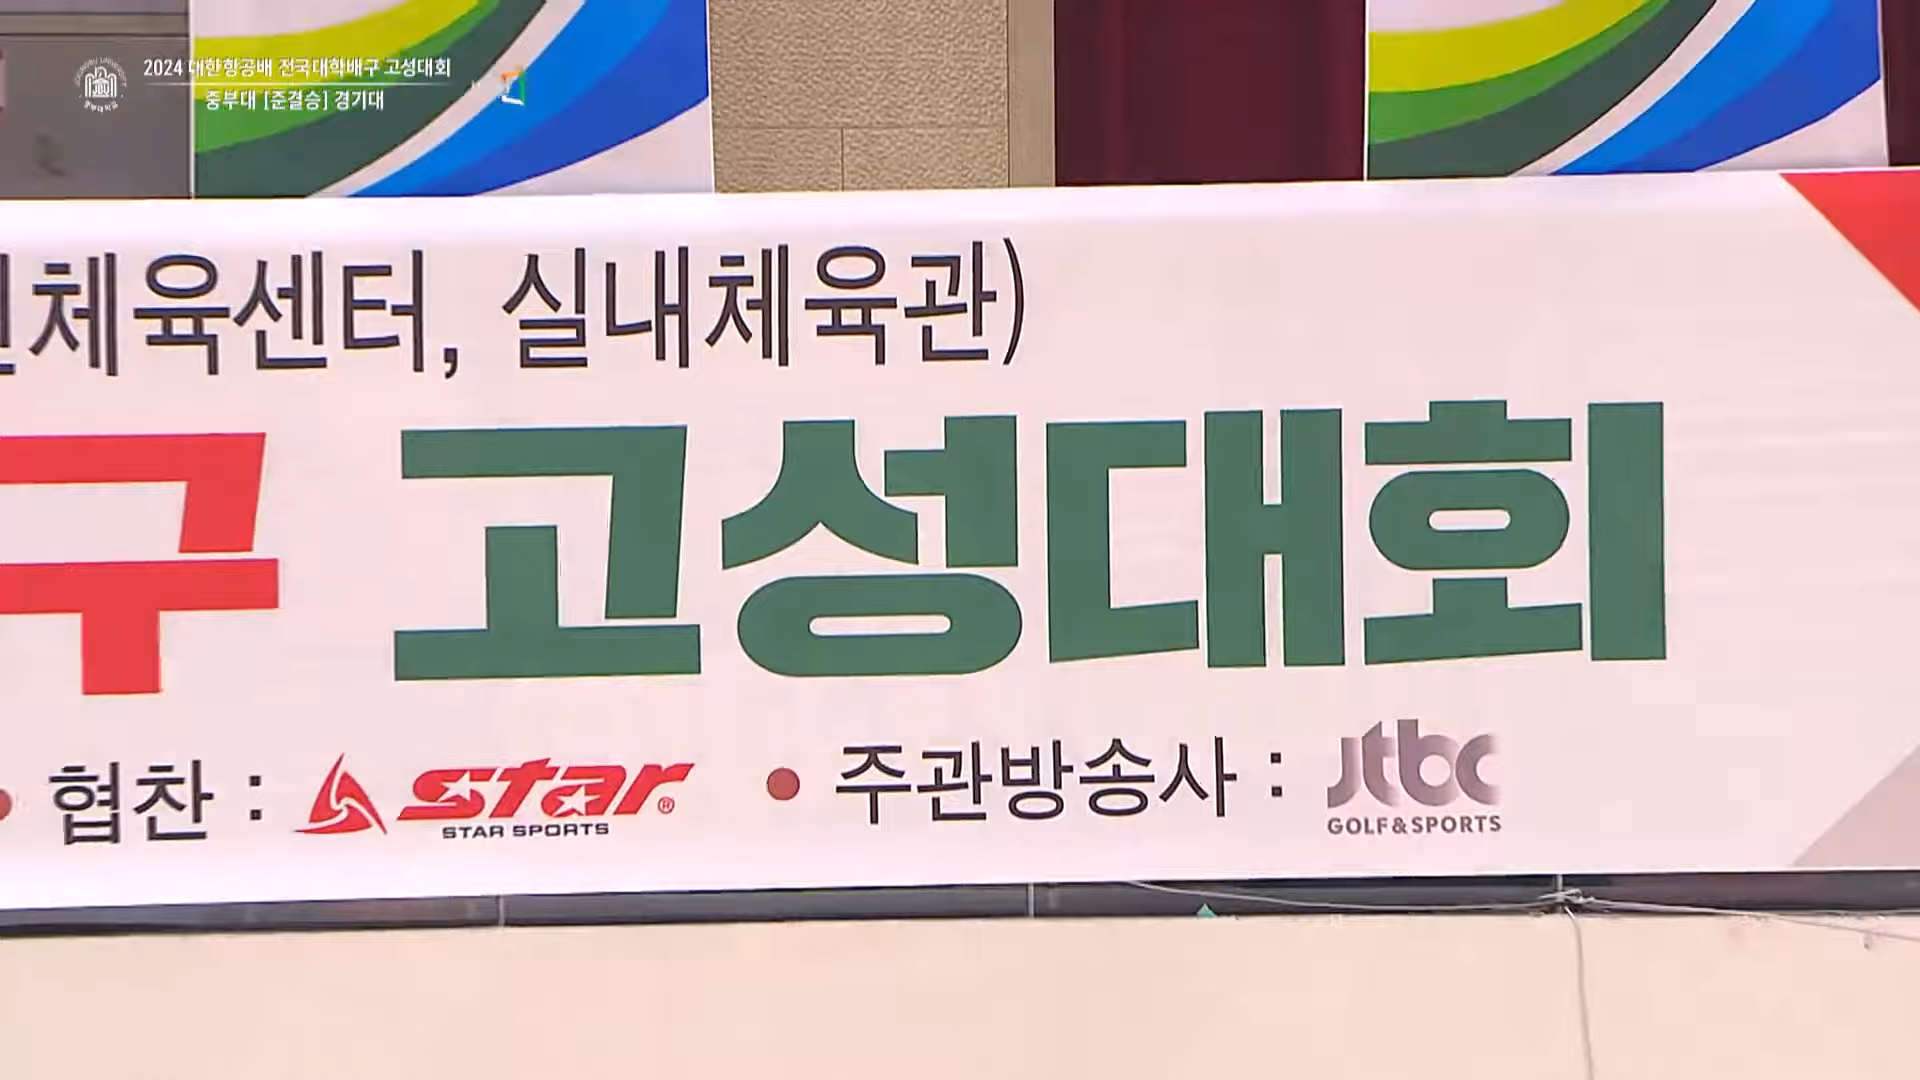 2024 대한항공배 전국대학배구 고성대회
중부대 [준결승] 경기대
체육센터, 실내체육관)
구 고성대회
협찬 : star® STAR SPORTS • 주관방송사 : Jtbc GOLF&SPORTS